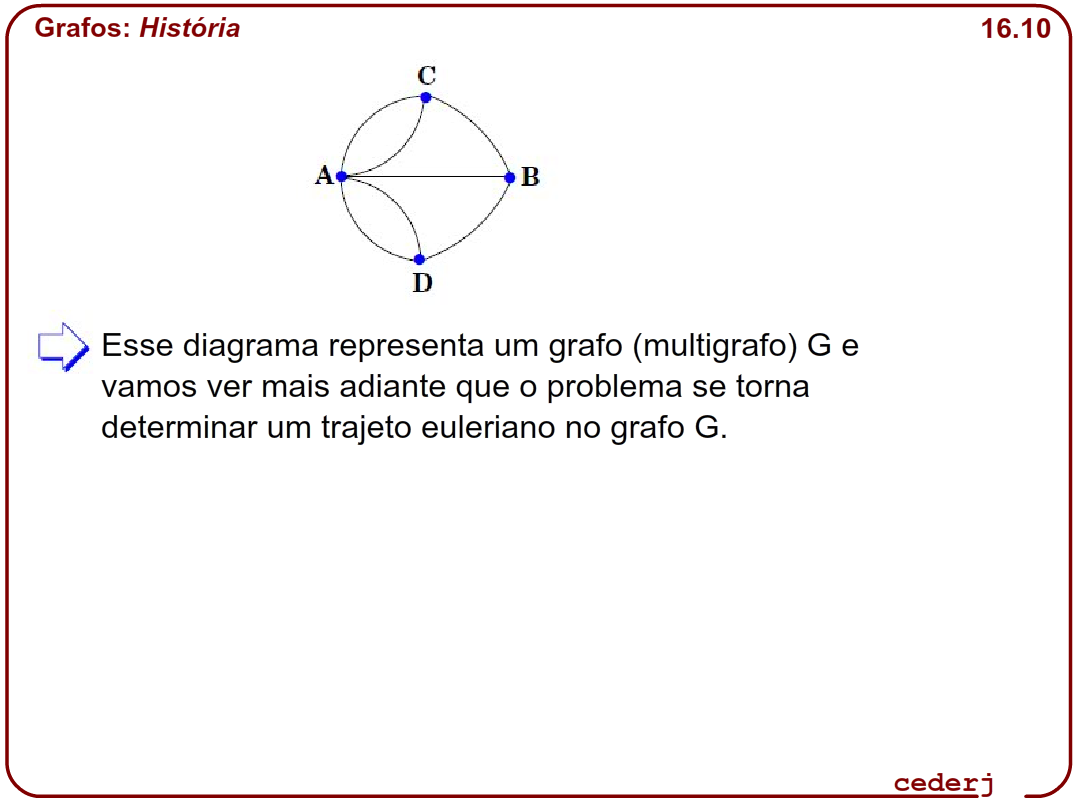 Grafos: História
16.10
C
A
B
D
Esse diagrama representa um grafo (multigrafo) G e
vamos ver mais adiante que o problema se torna
determinar um trajeto euleriano no grafo G.
cederj